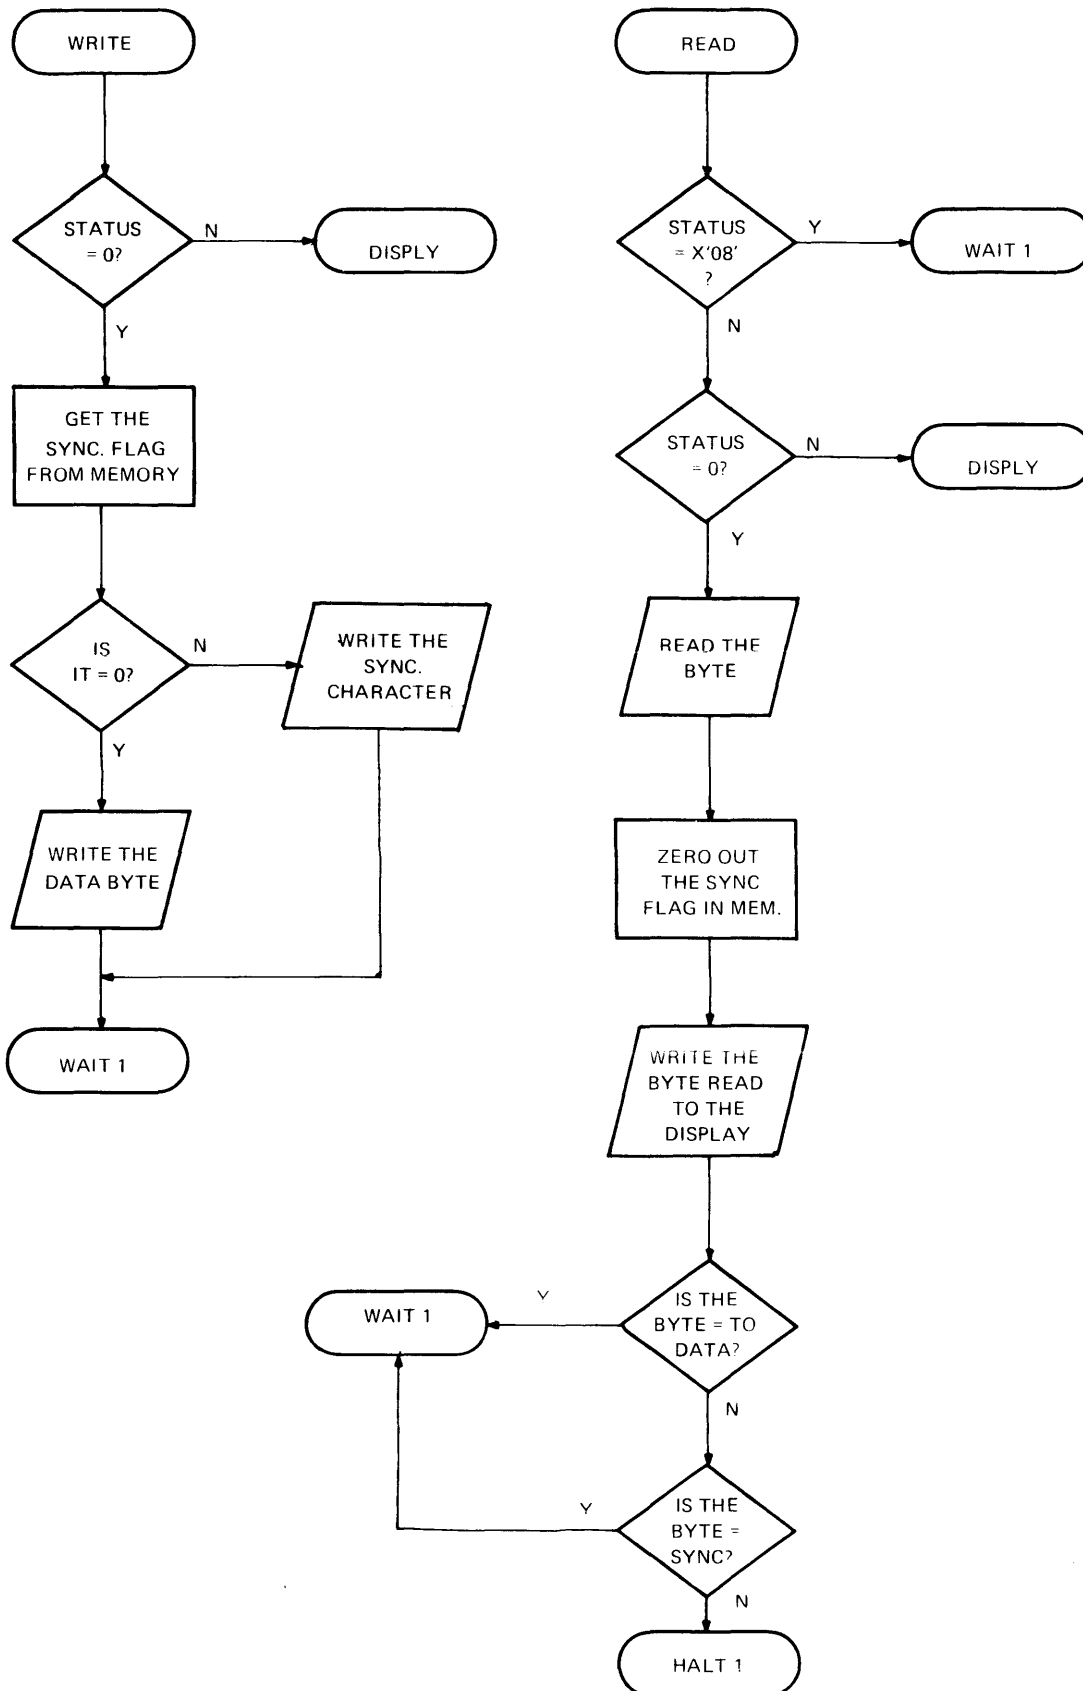 WRITE
STATUS
= 0?
N
DISPLY
Y
GET THE
SYNC. FLAG
FROM MEMORY
IS
IT = 0?
N
WRITE THE
SYNC.
CHARACTER
Y
WRITE THE
DATA BYTE
WAIT 1
READ
STATUS
= X'08'
?
Y
WAIT 1
N
STATUS
= 0?
N
DISPLY
Y
READ THE
BYTE
ZERO OUT
THE SYNC
FLAG IN MEM.
WRITE THE
BYTE READ
TO THE
DISPLAY
IS THE
BYTE = TO
DATA?
Y
WAIT 1
N
IS THE
BYTE =
SYNC?
Y
N
HALT 1